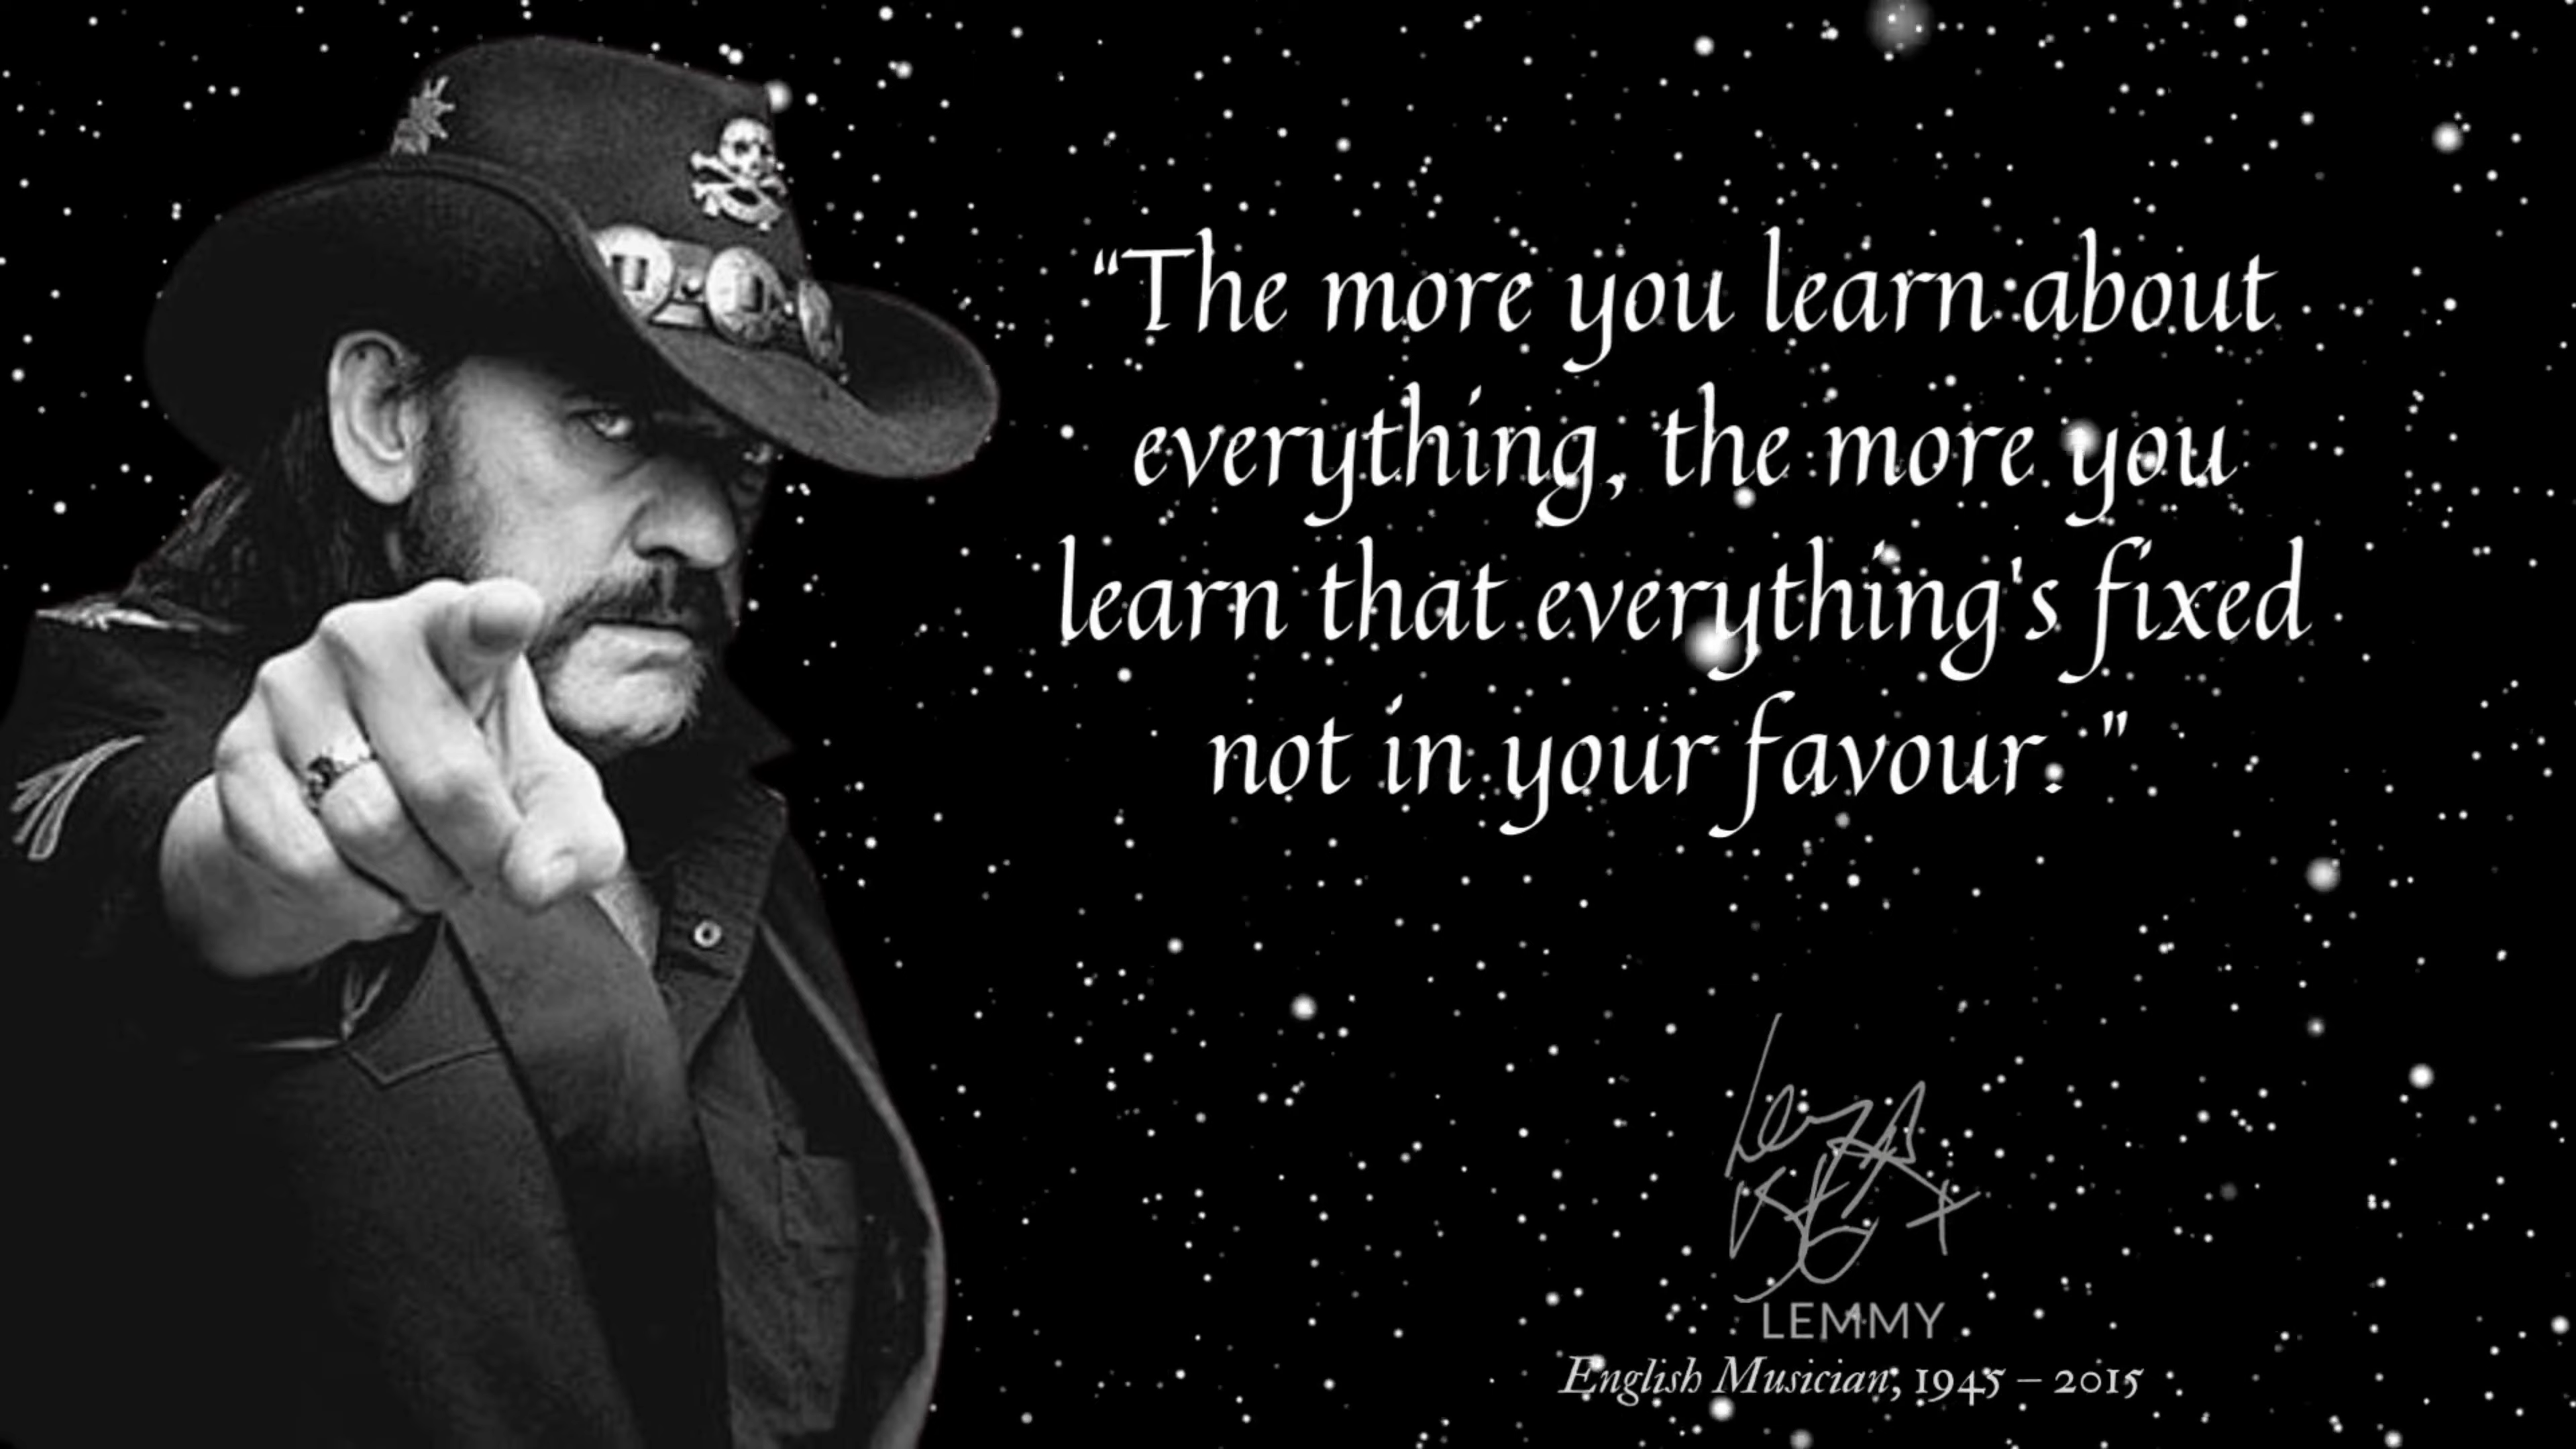 “The more you learn about
everything, the more you
learn that everything's fixed
not in your favour."
LEMMY
English Musician, 1945 – 2015